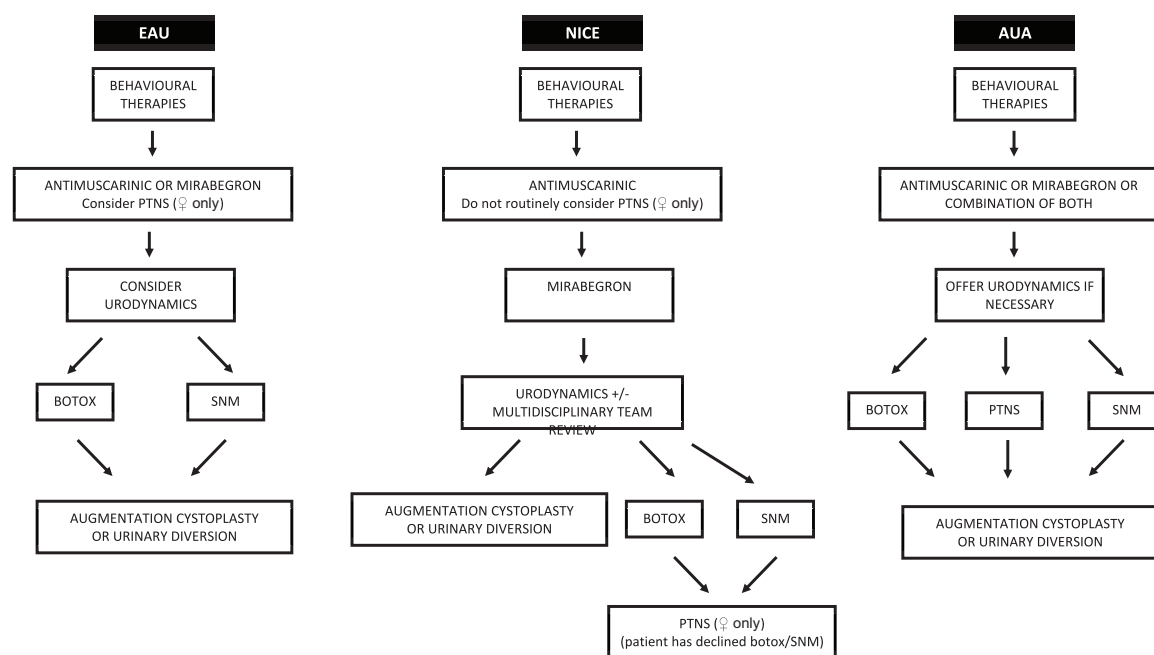 EAU
BEHAVIOURAL
THERAPIES
ANTIMUSCARINIC OR MIRABEGRON
Consider PTNS (♀ only)
CONSIDER
URODYNAMICS
BOTOX
SNM
AUGMENTATION CYSTOPLASTY
OR URINARY DIVERSION
NICE
BEHAVIOURAL
THERAPIES
ANTIMUSCARINIC
Do not routinely consider PTNS (♀ only)
MIRABEGRON
URODYNAMICS +/-
MULTIDISCIPLINARY TEAM
REVIEW
AUGMENTATION CYSTOPLASTY
OR URINARY DIVERSION
BOTOX
SNM
PTNS (♀ only)
(patient has declined botox/SNM)
AUA
BEHAVIOURAL
THERAPIES
ANTIMUSCARINIC OR MIRABEGRON OR
COMBINATION OF BOTH
OFFER URODYNAMICS IF
NECESSARY
BOTOX
PTNS
SNM
AUGMENTATION CYSTOPLASTY
OR URINARY DIVERSION